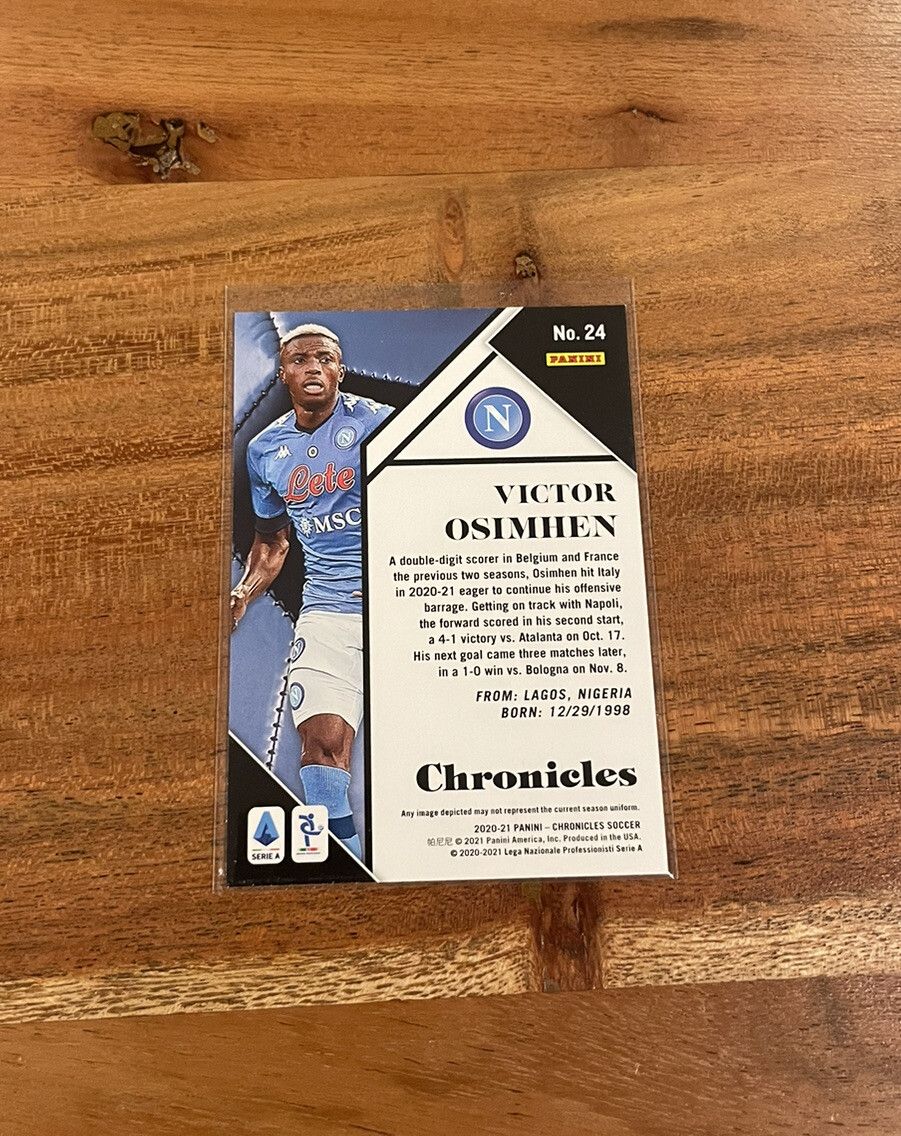 No. 24
PANINI
N
VICTOR
OSIMHEN
A double-digit scorer in Belgium and France
the previous two seasons, Osimhen hit Italy
in 2020-21 eager to continue his offensive
barrage. Getting on track with Napoli,
the forward scored in his second start,
a 4-1 victory vs. Atalanta on Oct. 17.
His next goal came three matches later,
in a 1-0 win vs. Bologna on Nov. 8.
FROM: LAGOS, NIGERIA
BORN: 12/29/1998
Chronicles
Any image depicted may not represent the current season uniform.
2020-21 PANINI – CHRONICLES SOCCER
帕尼尼 © 2021 Panini America, Inc. Produced in the USA.
© 2020-2021 Lega Nazionale Professionisti Serie A
Lete
MSC
SERIE A